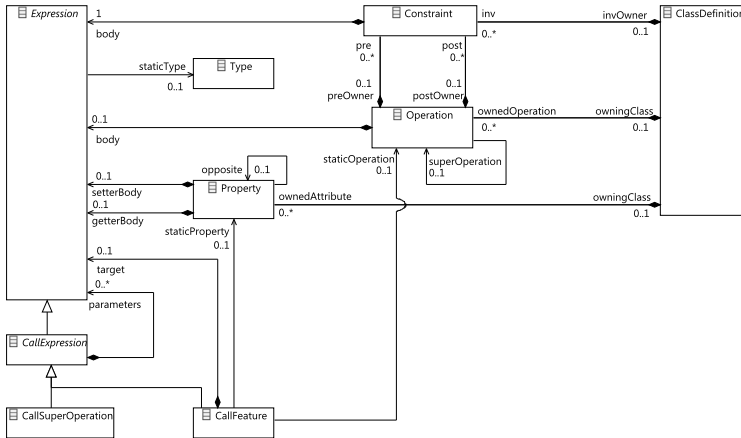 Expression
1
body
Constraint
inv
0..*
invOwner
0..1
ClassDefinition
pre
0..*
post
0..*
staticType
0..1
Type
0..1
preOwner
0..1
postOwner
0..1
body
Operation
ownedOperation
0..*
owningClass
0..1
staticOperation
0..1
superOperation
0..1
opposite
0..1
0..1
setterBody
0..1
getterBody
Property
ownedAttribute
0..*
owningClass
0..1
staticProperty
0..1
0..1
target
0..*
parameters
CallExpression
CallSuperOperation
CallFeature